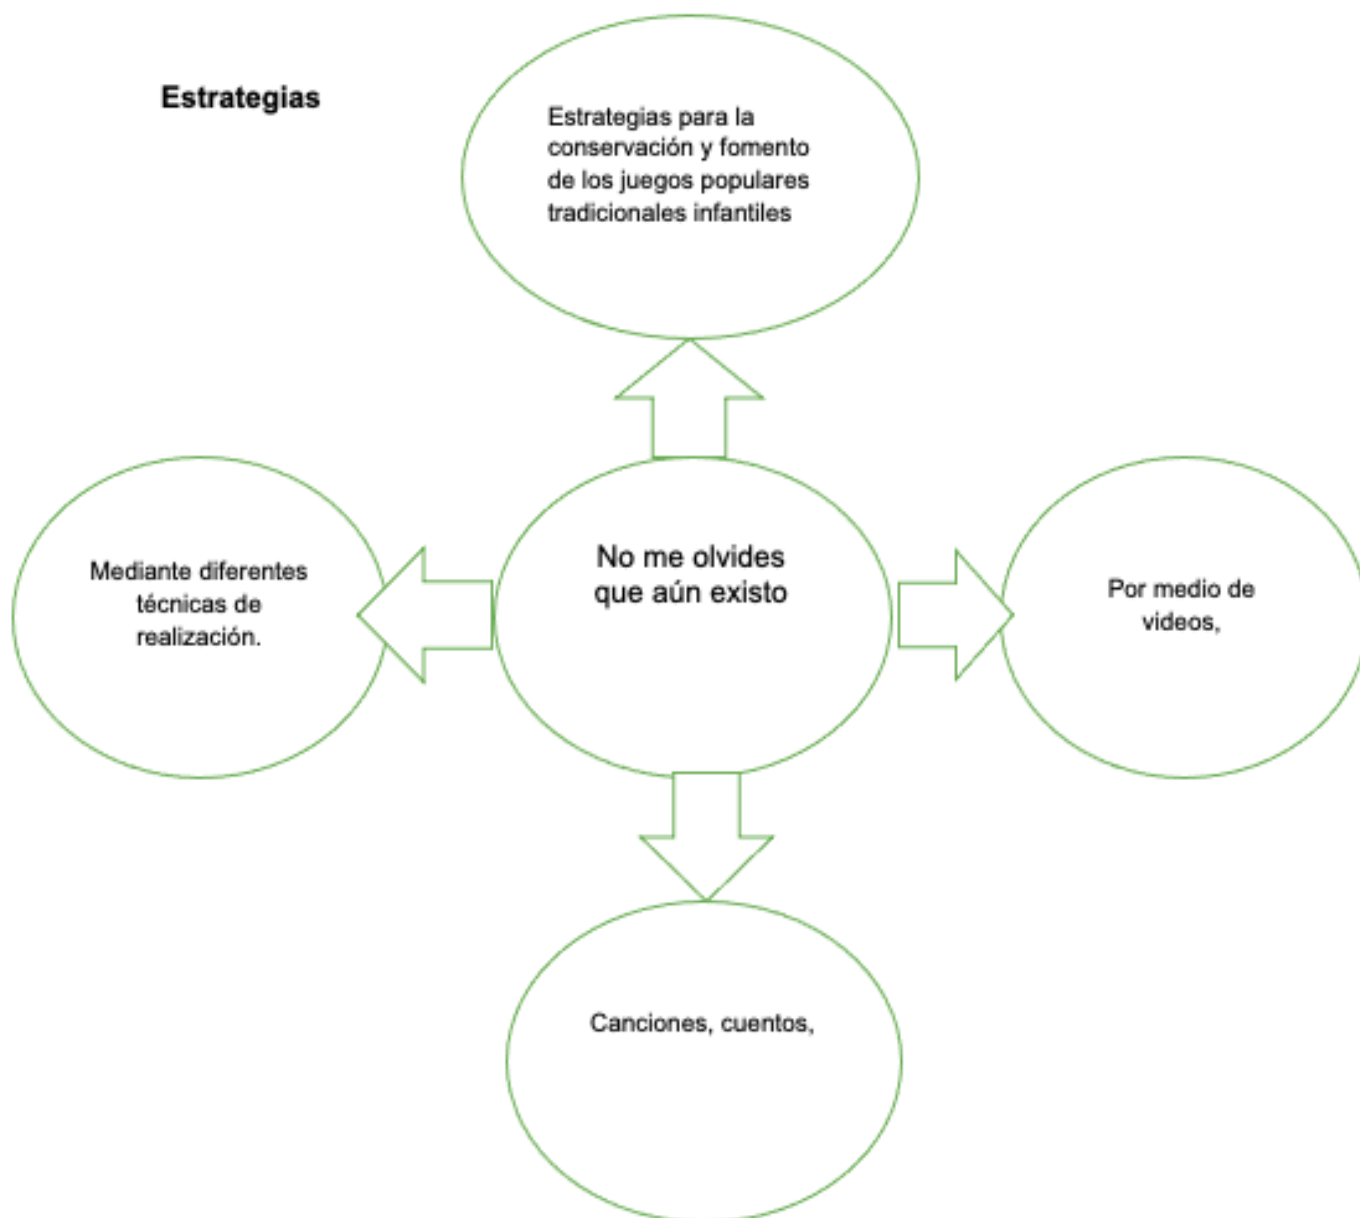 Estrategias
Estrategias para la
conservación y fomento
de los juegos populares
tradicionales infantiles
No me olvides
que aún existo
Mediante diferentes
técnicas de
realización.
Por medio de
videos,
Canciones, cuentos,